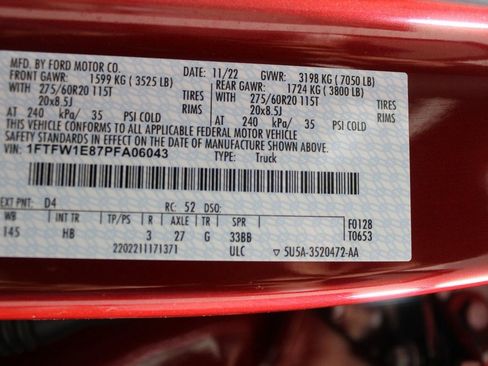 MFD. BY FORD MOTOR CO.
DATE: 11/22 GVWR: 3198 KG (7050 LB)
FRONT GAWR: 1599 KG (3525 LB) REAR GAWR: 1724 KG (3800 LB)
WITH 275/60R20 115T TIRES WITH 275/60R20 115T TIRES
20x8.5J RIMS 20x8.5J RIMS
AT 240 kPa/ 35 PSI COLD AT 240 kPa/ 35 PSI COLD
THIS VEHICLE CONFORMS TO ALL APPLICABLE FEDERAL MOTOR VEHICLE
SAFETY STANDARDS IN EFFECT ON THE DATE OF MANUFACTURE SHOWN ABOVE.
VIN: 1FTFW1E87PFA06043 TYPE: Truck
EXT PNT: D4 RC: 52 DSO: F0128
WB INT TR TP/PS R AXLE TR SPR T0653
145 HB 3 27 G 33BB
2202211171371 ULC ▽ 5U5A-3520472-AA